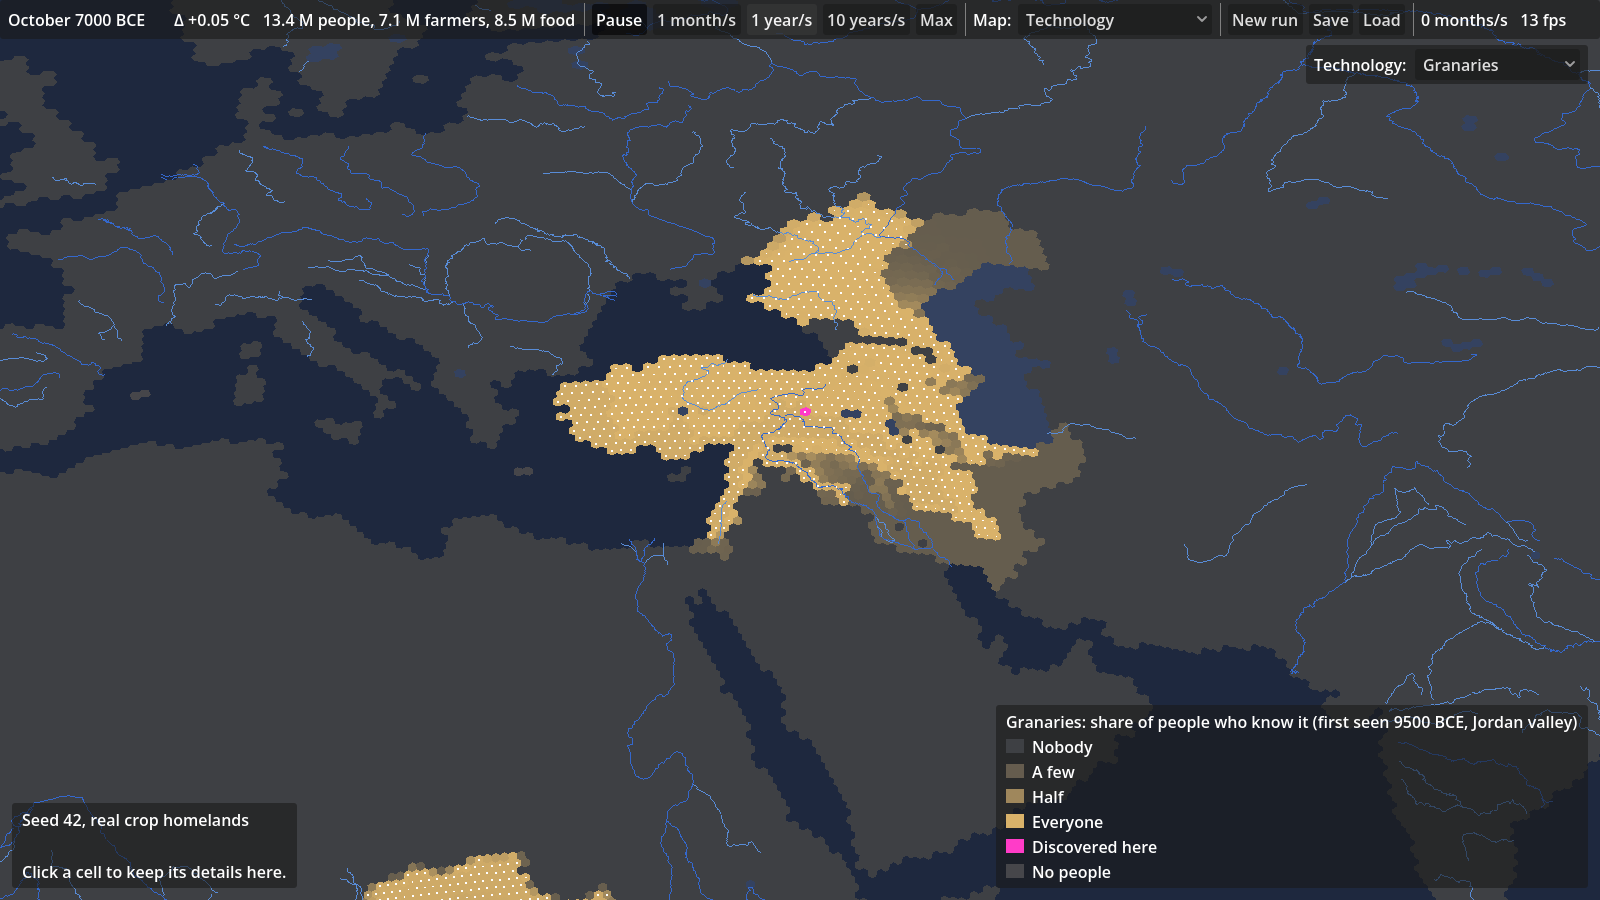 October 7000 BCE Δ +0.05 °C 13.4 M people, 7.1 M farmers, 8.5 M food Pause 1 month/s 1 year/s 10 years/s Max Map: Technology New run Save Load 0 months/s 13 fps
Technology: Granaries
Granaries: share of people who know it (first seen 9500 BCE, Jordan valley)
Nobody
A few
Half
Everyone
Discovered here
No people
Seed 42, real crop homelands
Click a cell to keep its details here.